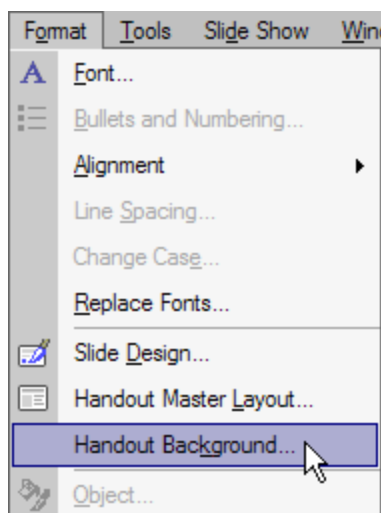 Format Tools Slide Show
Font...
Bullets and Numbering...
Alignment
Line Spacing...
Change Case...
Replace Fonts...
Slide Design...
Handout Master Layout...
Handout Background...
Object...